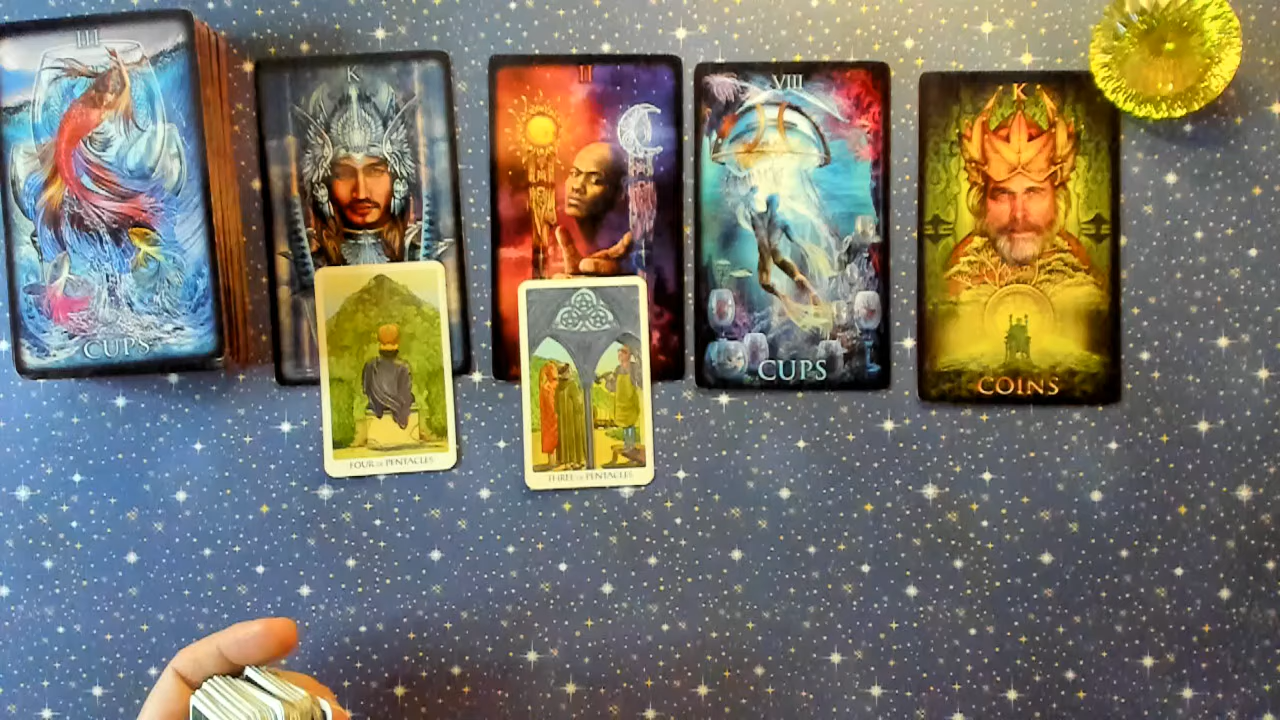 III
CUPS
K
II
VIII
CUPS
K
COINS
FOUR OF PENTACLES
THREE OF PENTACLES